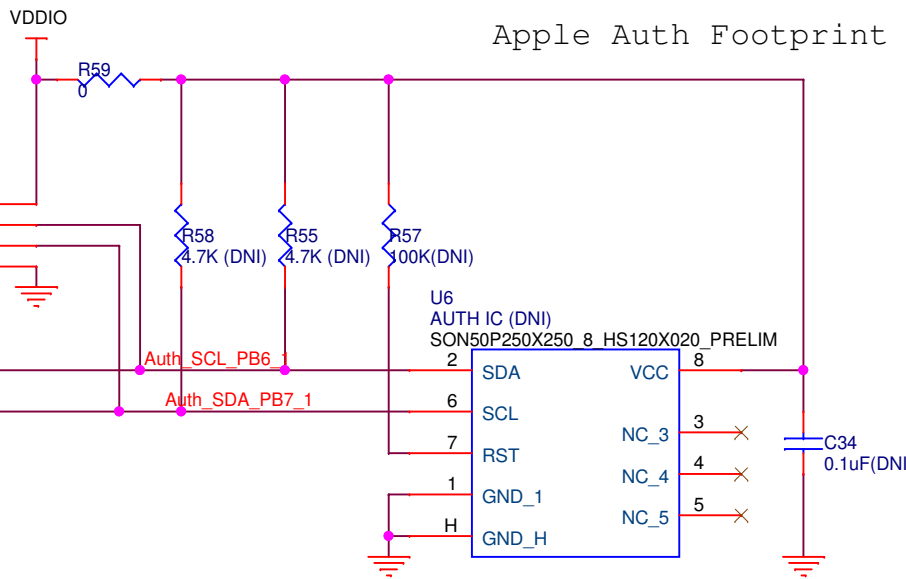 VDDIO
Apple Auth Footprint
R59
0
R58
4.7K (DNI)
R55
4.7K (DNI)
R57
100K(DNI)
U6
AUTH IC (DNI)
SON50P250X250_8_HS120X020_PRELIM
Auth_SCL_PB6_1
2
SDA
VCC
8
Auth_SDA_PB7_1
6
SCL
NC_3
3
7
RST
NC_4
4
1
GND_1
NC_5
5
H
GND_H
C34
0.1uF(DNI